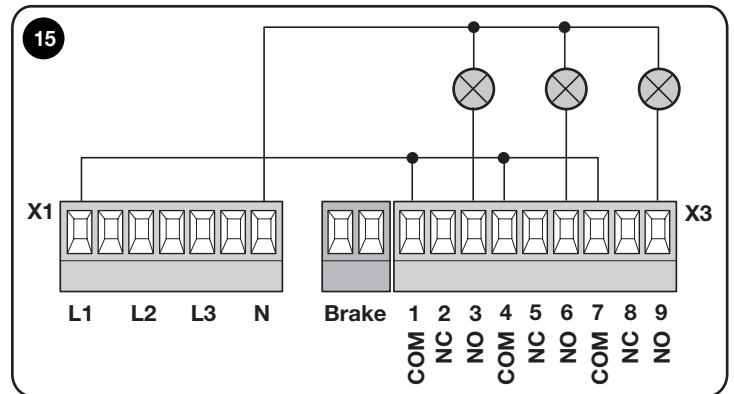 15
X1
X3
L1 L2 L3 N Brake 1 2 3 4 5 6 7 8 9
COM NC NO COM NC NO COM NC NO